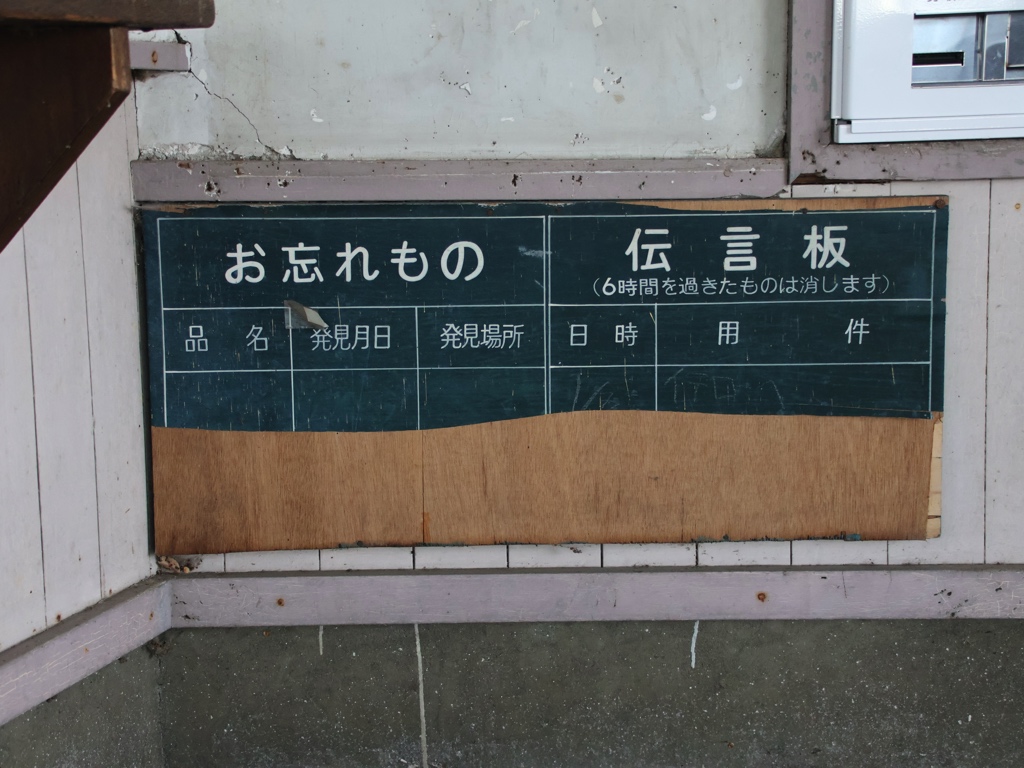 お忘れもの
品名 発見月日 発見場所
伝言板
(6時間を過きたものは消します)
日時 用件